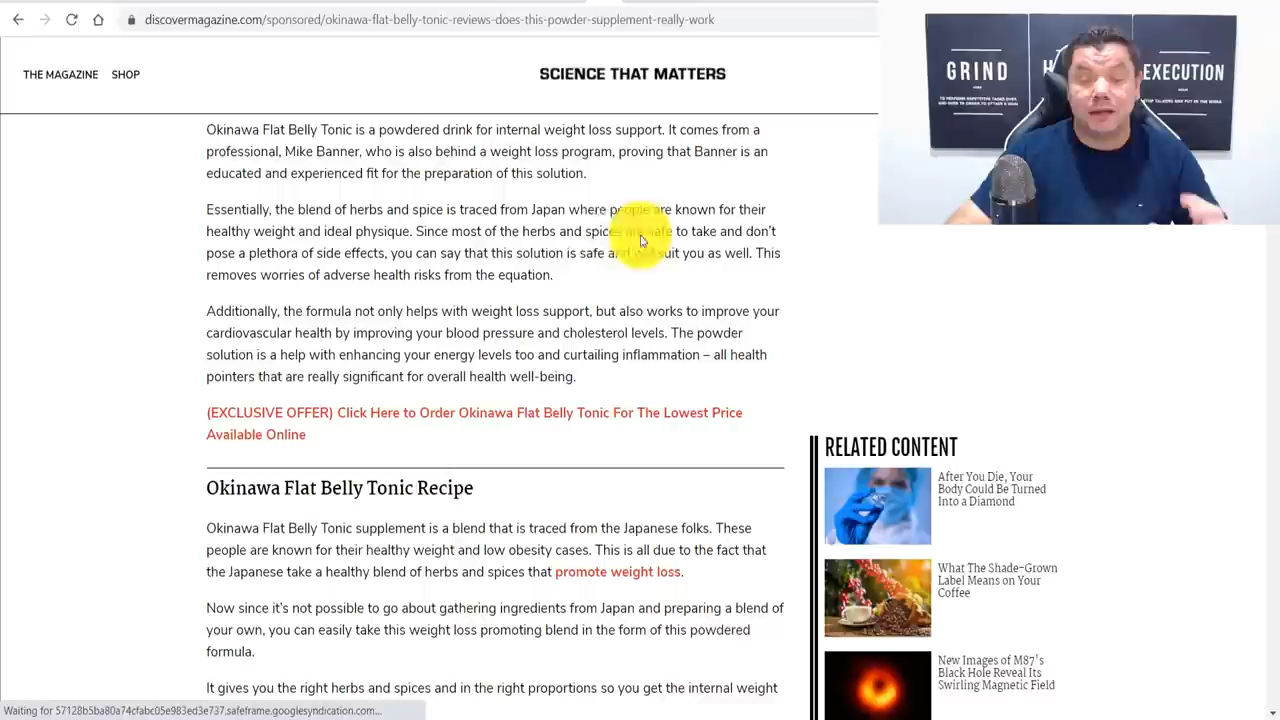 discovermagazine.com/sponsored/okinawa-flat-belly-tonic-reviews-does-this-powder-supplement-really-work
THE MAGAZINE SHOP
SCIENCE THAT MATTERS
GRIND
EXECUTION
Okinawa Flat Belly Tonic is a powdered drink for internal weight loss support. It comes from a
professional, Mike Banner, who is also behind a weight loss program, proving that Banner is an
educated and experienced fit for the preparation of this solution.
Essentially, the blend of herbs and spice is traced from Japan where people are known for their
healthy weight and ideal physique. Since most of the herbs and spices are safe to take and don't
pose a plethora of side effects, you can say that this solution is safe and will suit you as well. This
removes worries of adverse health risks from the equation.
Additionally, the formula not only helps with weight loss support, but also works to improve your
cardiovascular health by improving your blood pressure and cholesterol levels. The powder
solution is a help with enhancing your energy levels too and curtailing inflammation – all health
pointers that are really significant for overall health well-being.
(EXCLUSIVE OFFER) Click Here to Order Okinawa Flat Belly Tonic For The Lowest Price
Available Online
Okinawa Flat Belly Tonic Recipe
Okinawa Flat Belly Tonic supplement is a blend that is traced from the Japanese folks. These
people are known for their healthy weight and low obesity cases. This is all due to the fact that
the Japanese take a healthy blend of herbs and spices that promote weight loss.
Now since it's not possible to go about gathering ingredients from Japan and preparing a blend of
your own, you can easily take this weight loss promoting blend in the form of this powdered
formula.
It gives you the right herbs and spices and in the right proportions so you get the internal weight
RELATED CONTENT
After You Die, Your
Body Could Be Turned
Into a Diamond
What The Shade-Grown
Label Means on Your
Coffee
New Images of M87's
Black Hole Reveal Its
Swirling Magnetic Field
Waiting for 57128b5ba80a74cfabc05e983ed3e737.safeframe.googlesyndication.com...